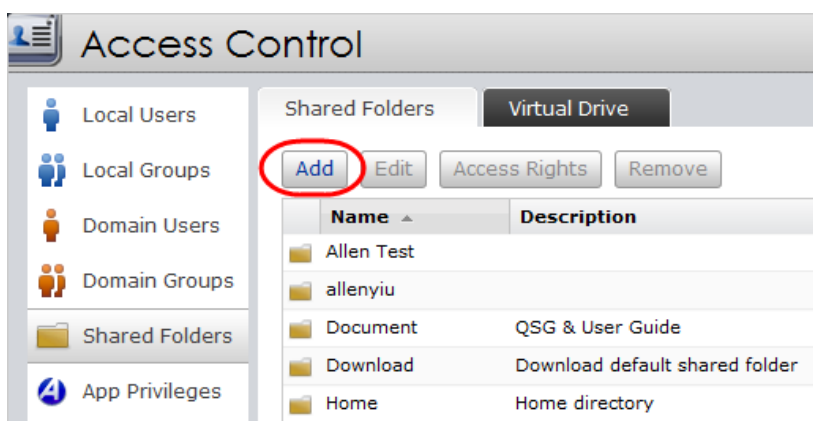 Access Control
Local Users
Local Groups
Domain Users
Domain Groups
Shared Folders
App Privileges
Shared Folders Virtual Drive
Add Edit Access Rights Remove
Name Description
Allen Test
allenyiu
Document QSG & User Guide
Download Download default shared folder
Home Home directory